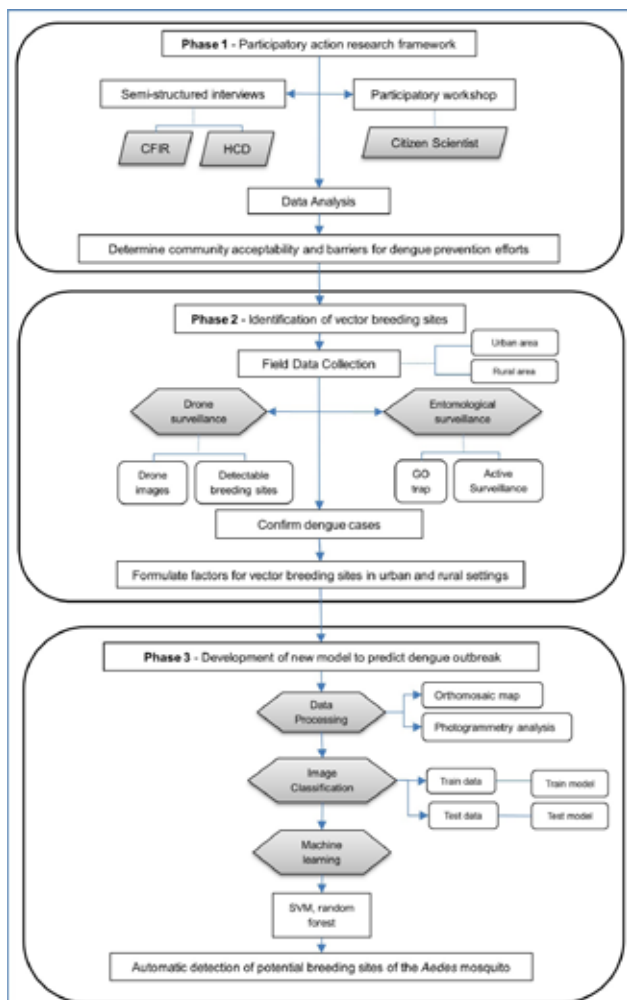 Phase 1 - Participatory action research framework
Semi-structured interviews
Participatory workshop
CFIR
HCD
Citizen Scientist
Data Analysis
Determine community acceptability and barriers for dengue prevention efforts
Phase 2 - Identification of vector breeding sites
Field Data Collection
Urban area
Rural area
Drone
surveillance
Entomological
surveillance
Drone
images
Detectable
breeding sites
GO
trap
Active
Surveillance
Confirm dengue cases
Formulate factors for vector breeding sites in urban and rural settings
Phase 3 - Development of new model to predict dengue outbreak
Data
Processing
Orthomosaic map
Photogrammetry analysis
Image
Classification
Train data
Train model
Test data
Test model
Machine
learning
SVM, random
forest
Automatic detection of potential breeding sites of the Aedes mosquito